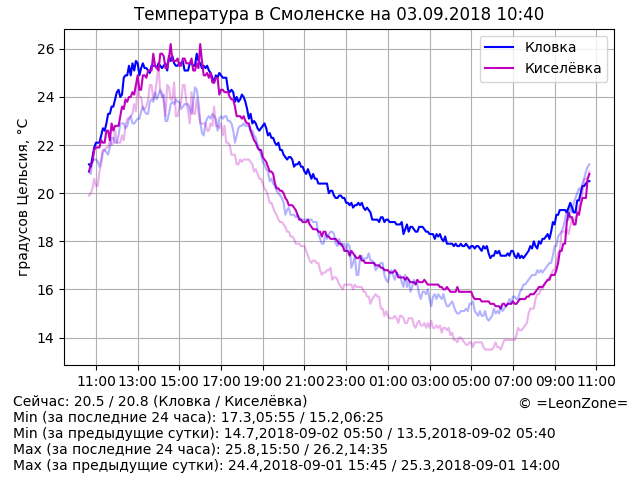 Температура в Смоленске на 03.09.2018 10:40
Кловка
Киселёвка
градусов Цельсия, °C
26
24
22
20
18
16
14
11:00 13:00 15:00 17:00 19:00 21:00 23:00 01:00 03:00 05:00 07:00 09:00 11:00
Сейчас: 20.5 / 20.8 (Кловка / Киселёвка)
© =LeonZone=
Min (за последние 24 часа): 17.3,05:55 / 15.2,06:25
Min (за предыдущие сутки): 14.7,2018-09-02 05:50 / 13.5,2018-09-02 05:40
Max (за последние 24 часа): 25.8,15:50 / 26.2,14:35
Max (за предыдущие сутки): 24.4,2018-09-01 15:45 / 25.3,2018-09-01 14:00